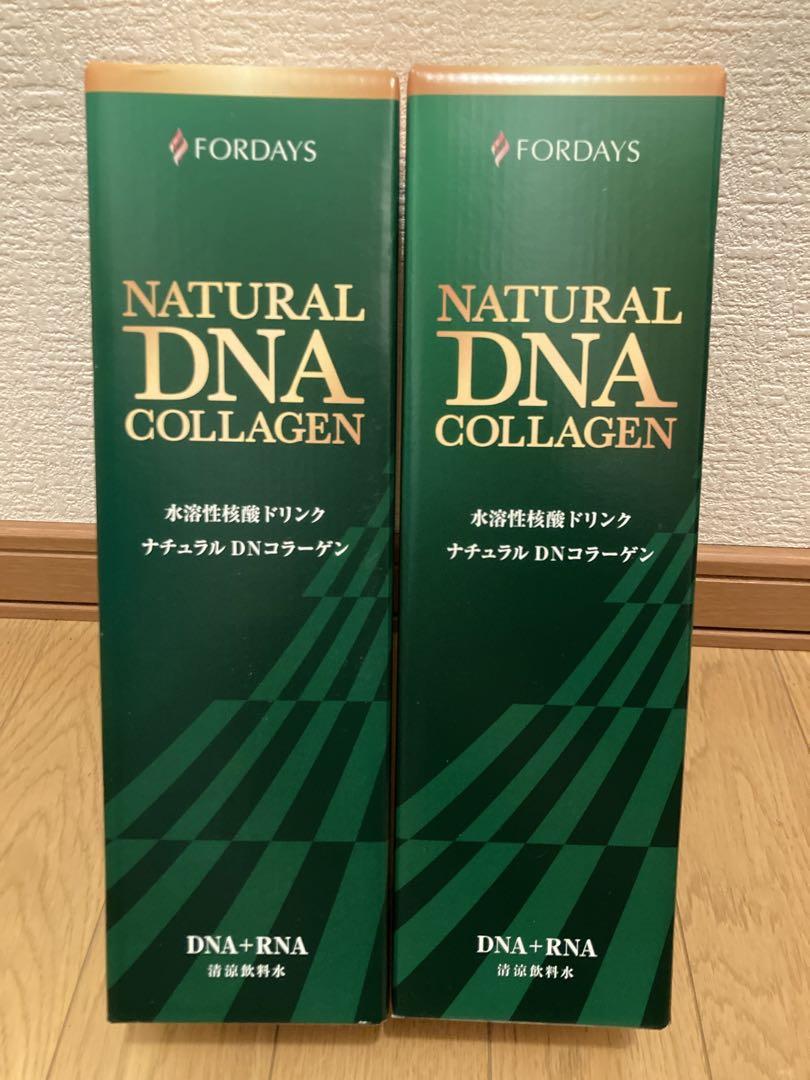 FORDAYS
NATURAL
DNA
COLLAGEN
水溶性核酸ドリンク
ナチュラル DNコラーゲン
DNA+RNA
清涼飲料水
FORDAYS
NATURAL
DNA
COLLAGEN
水溶性核酸ドリンク
ナチュラル DNコラーゲン
DNA+RNA
清涼飲料水